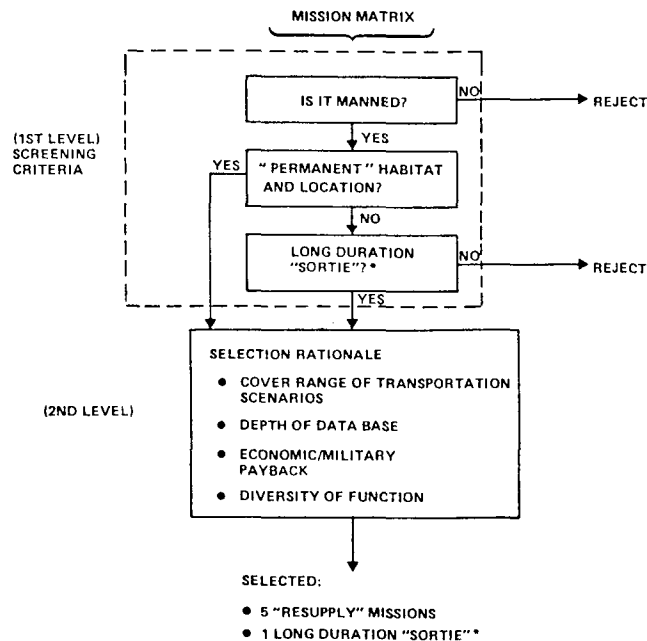 MISSION MATRIX
IS IT MANNED?
NO
REJECT
YES
(1ST LEVEL)
SCREENING
CRITERIA
YES
"PERMANENT" HABITAT
AND LOCATION?
NO
LONG DURATION
"SORTIE"?*
NO
REJECT
YES
SELECTION RATIONALE
● COVER RANGE OF TRANSPORTATION
SCENARIOS
(2ND LEVEL)
● DEPTH OF DATA BASE
● ECONOMIC/MILITARY
PAYBACK
● DIVERSITY OF FUNCTION
SELECTED:
● 5 "RESUPPLY" MISSIONS
● 1 LONG DURATION "SORTIE"*